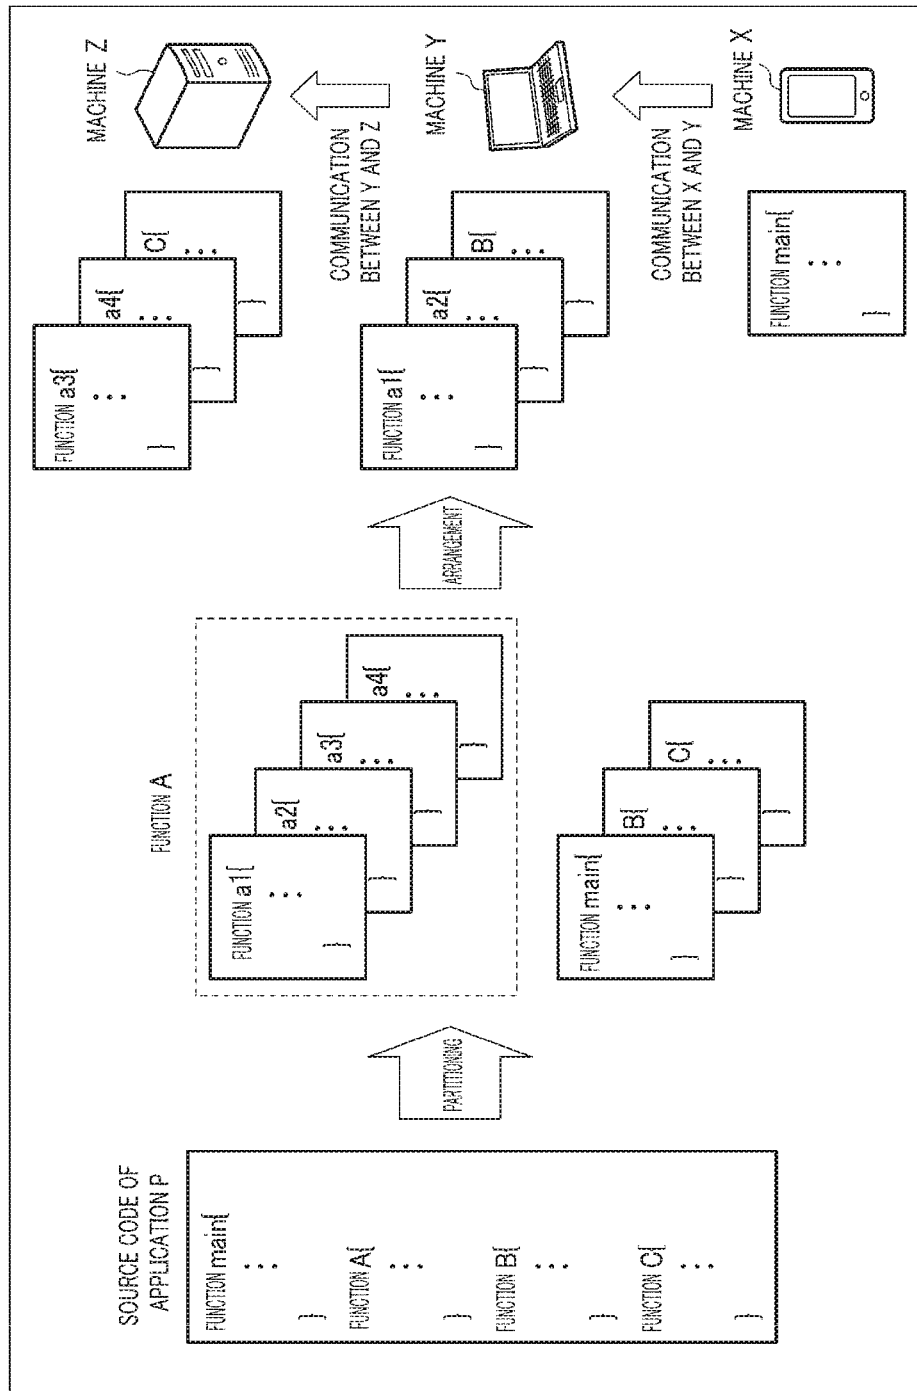 SOURCE CODE OF
APPLICATION P
FUNCTION main{
...
}
FUNCTION A{
...
}
FUNCTION B{
...
}
FUNCTION C{
...
}
PARTITIONING
FUNCTION A
FUNCTION a1{
...
}
a2{
...
}
a3{
...
}
a4{
...
}
FUNCTION main{
...
}
B{
...
}
C{
...
}
ARRANGEMENT
FUNCTION a3{
...
}
a4{
...
}
C{
...
}
MACHINE Z
COMMUNICATION
BETWEEN Y AND Z
FUNCTION a1{
...
}
a2{
...
}
B{
...
}
MACHINE Y
COMMUNICATION
BETWEEN X AND Y
FUNCTION main{
...
}
MACHINE X